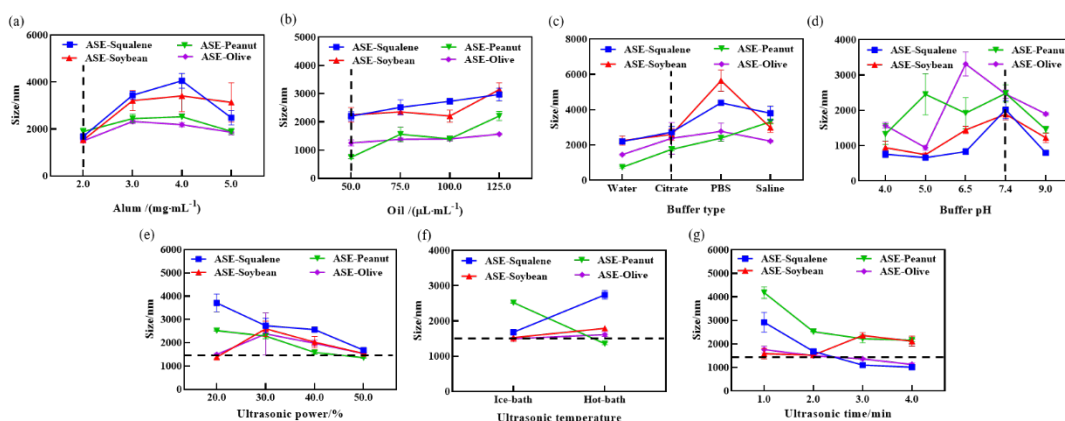 (a)
ASE-Squalene ASE-Peanut
ASE-Soybean ASE-Olive
6000
4000
2000
0
Size/nm
2.0 3.0 4.0 5.0
Alum /(mg·mL⁻¹)
(b)
ASE-Squalene ASE-Peanut
ASE-Soybean ASE-Olive
5000
4000
3000
2000
1000
0
Size/nm
50.0 75.0 100.0 125.0
Oil /(μL·mL⁻¹)
(c)
ASE-Squalene ASE-Peanut
ASE-Soybean ASE-Olive
8000
6000
4000
2000
0
Size/nm
Water Citrate PBS Saline
Buffer type
(d)
ASE-Squalene ASE-Peanut
ASE-Soybean ASE-Olive
4000
3000
2000
1000
0
Size/nm
4.0 5.0 6.5 7.4 9.0
Buffer pH
(e)
ASE-Squalene ASE-Peanut
ASE-Soybean ASE-Olive
6000
5000
4000
3000
2000
1000
0
Size/nm
20.0 30.0 40.0 50.0
Ultrasonic power/%
(f)
ASE-Squalene ASE-Peanut
ASE-Soybean ASE-Olive
4000
3000
2000
1000
0
Size/nm
Ice-bath Hot-bath
Ultrasonic temperature
(g)
ASE-Squalene ASE-Peanut
ASE-Soybean ASE-Olive
6000
5000
4000
3000
2000
1000
0
Size/nm
1.0 2.0 3.0 4.0
Ultrasonic time/min